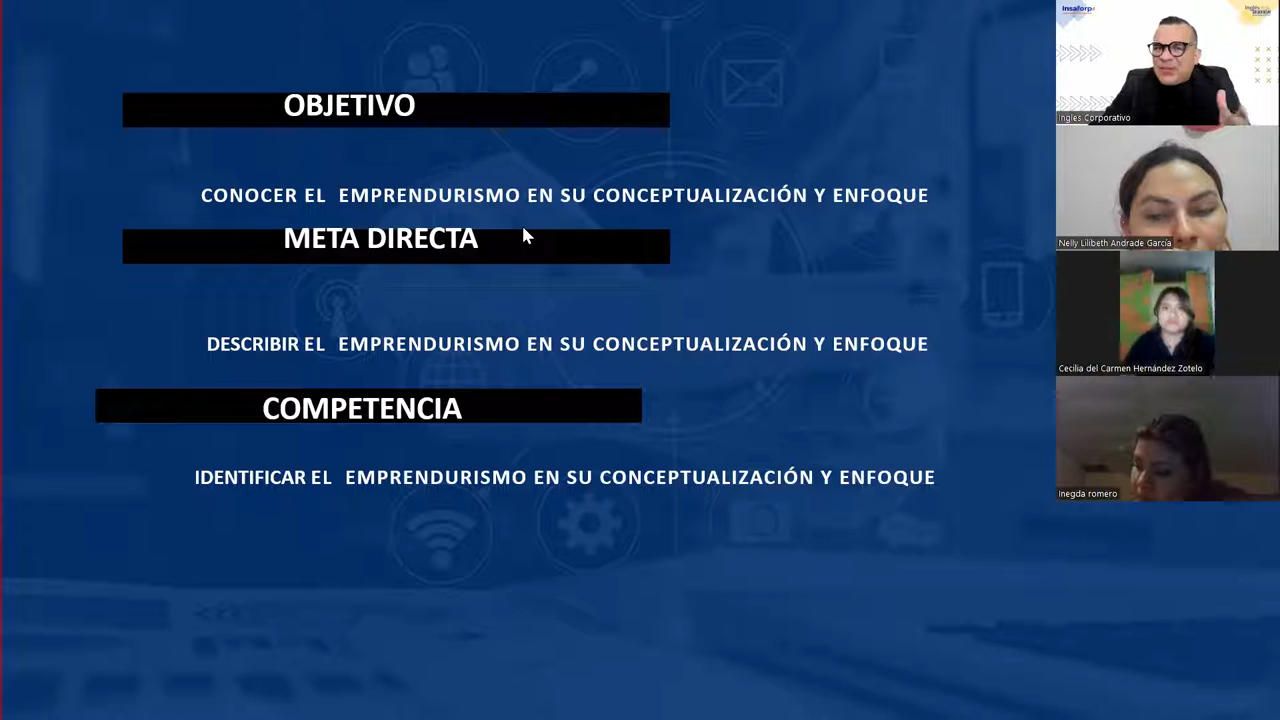 OBJETIVO
CONOCER EL EMPRENDURISMO EN SU CONCEPTUALIZACIÓN Y ENFOQUE
META DIRECTA
DESCRIBIR EL EMPRENDURISMO EN SU CONCEPTUALIZACIÓN Y ENFOQUE
COMPETENCIA
IDENTIFICAR EL EMPRENDURISMO EN SU CONCEPTUALIZACIÓN Y ENFOQUE
Insaforp
Ingles Corporativo
Nelly Lilibeth Andrade García
Cecilia del Carmen Hernández Zotelo
Inegda romero